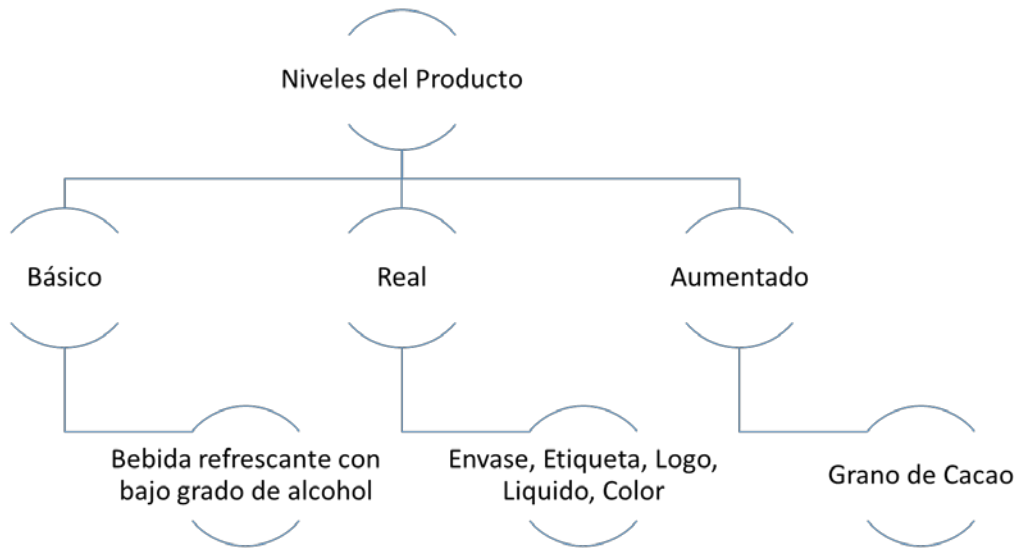 Niveles del Producto
Básico
Real
Aumentado
Bebida refrescante con
bajo grado de alcohol
Envase, Etiqueta, Logo,
Liquido, Color
Grano de Cacao